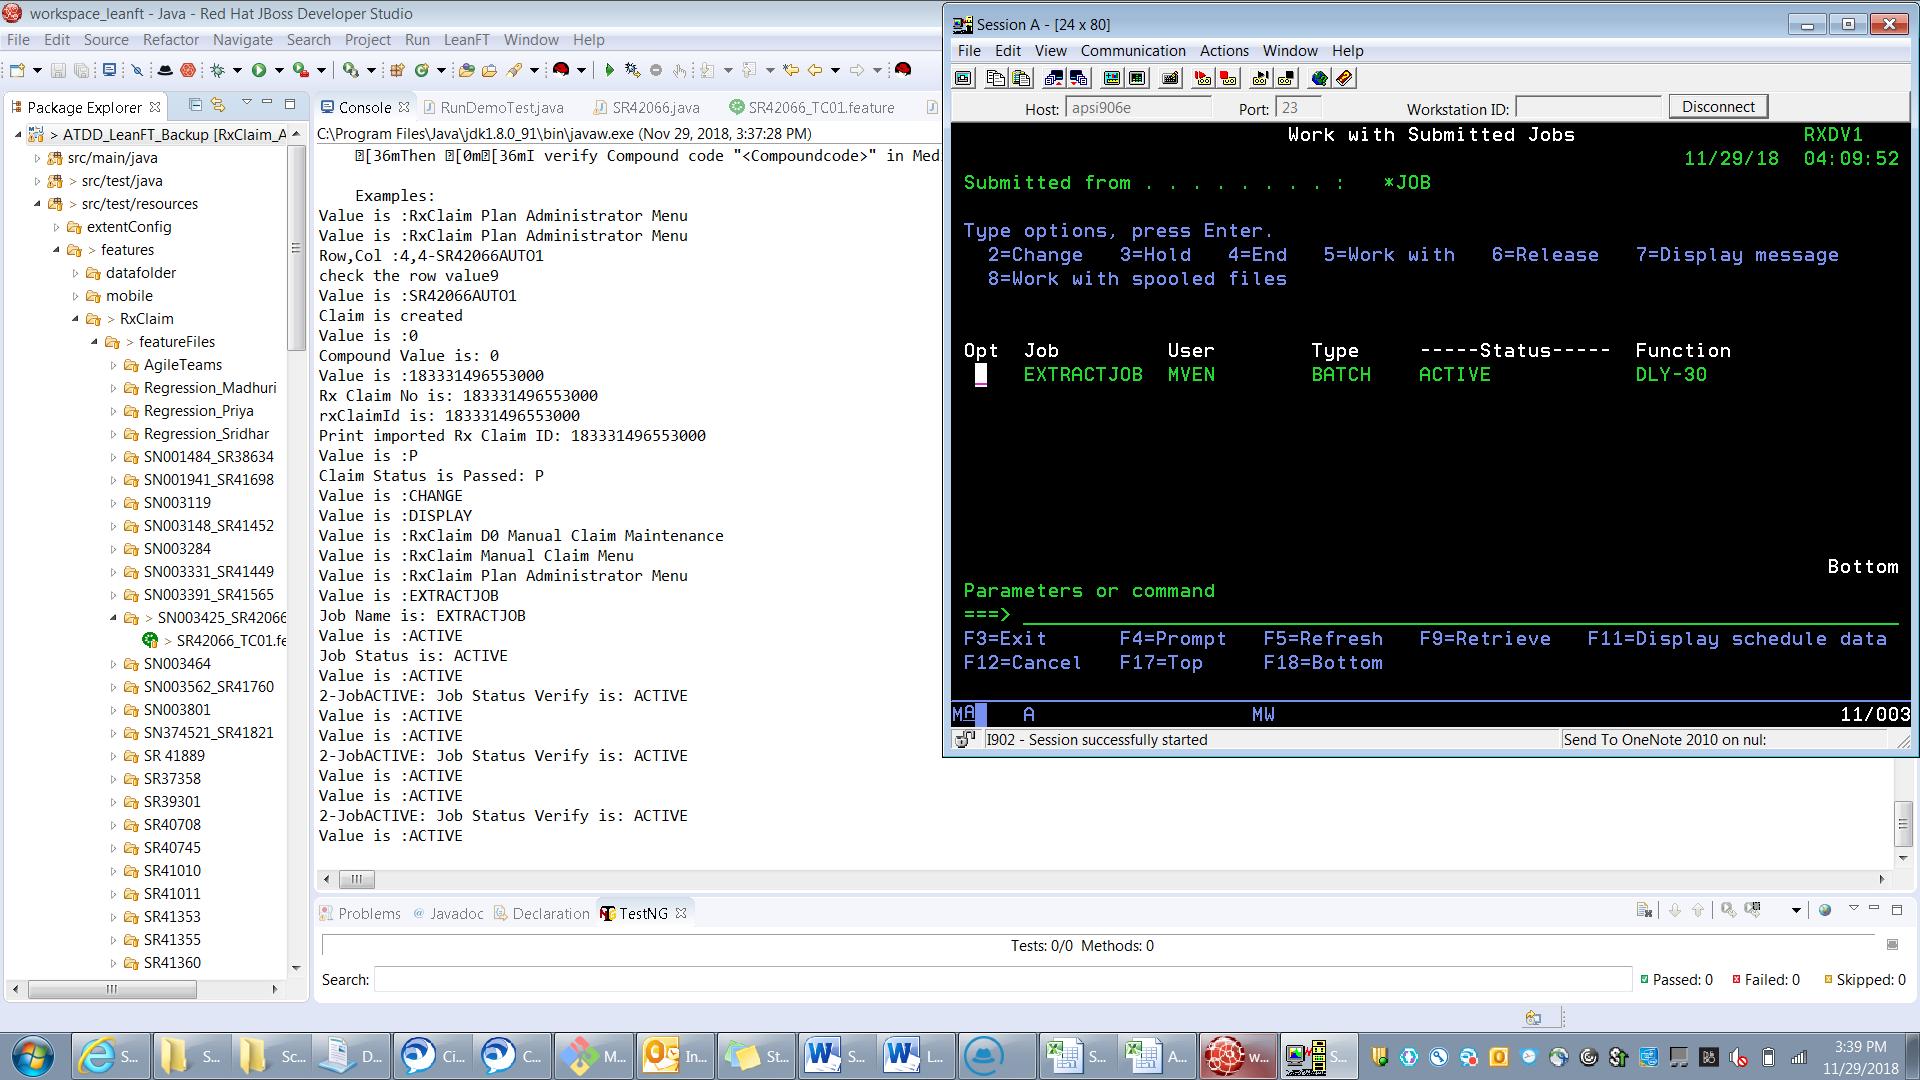 workspace_leanft - Java - Red Hat JBoss Developer Studio
File Edit Source Refactor Navigate Search Project Run LeanFT Window Help
Package Explorer
> ATDD_LeanFT_Backup [RxClaim_A
src/main/java
> src/test/java
> src/test/resources
extentConfig
> features
datafolder
mobile
> RxClaim
> featureFiles
AgileTeams
Regression_Madhuri
Regression_Priya
Regression_Sridhar
SN001484_SR38634
SN001941_SR41698
SN003119
SN003148_SR41452
SN003284
SN003331_SR41449
SN003391_SR41565
> SN003425_SR42066
> SR42066_TC01.fe
SN003464
SN003562_SR41760
SN003801
SN374521_SR41821
SR 41889
SR37358
SR39301
SR40708
SR40745
SR41010
SR41011
SR41353
SR41355
SR41360
Console RunDemoTest.java SR42066.java SR42066_TC01.feature
C:\Program Files\Java\jdk1.8.0_91\bin\javaw.exe (Nov 29, 2018, 3:37:28 PM)
[36mThen [0m[36mI verify Compound code "<Compoundcode>" in Med
Examples:
Value is :RxClaim Plan Administrator Menu
Value is :RxClaim Plan Administrator Menu
Row,Col :4,4-SR42066AUTO1
check the row value9
Value is :SR42066AUTO1
Claim is created
Value is :0
Compound Value is: 0
Value is :183331496553000
Rx Claim No is: 183331496553000
rxClaimId is: 183331496553000
Print imported Rx Claim ID: 183331496553000
Value is :P
Claim Status is Passed: P
Value is :CHANGE
Value is :DISPLAY
Value is :RxClaim D0 Manual Claim Maintenance
Value is :RxClaim Manual Claim Menu
Value is :RxClaim Plan Administrator Menu
Value is :EXTRACTJOB
Job Name is: EXTRACTJOB
Value is :ACTIVE
Job Status is: ACTIVE
Value is :ACTIVE
2-JobACTIVE: Job Status Verify is: ACTIVE
Value is :ACTIVE
Value is :ACTIVE
2-JobACTIVE: Job Status Verify is: ACTIVE
Value is :ACTIVE
Value is :ACTIVE
2-JobACTIVE: Job Status Verify is: ACTIVE
Value is :ACTIVE
Problems Javadoc Declaration TestNG
Tests: 0/0 Methods: 0
Search: Passed: 0 Failed: 0 Skipped: 0
Session A - [24 x 80]
File Edit View Communication Actions Window Help
Host: apsi906e Port: 23 Workstation ID: Disconnect
Work with Submitted Jobs RXDV1
11/29/18 04:09:52
Submitted from . . . . . . . . : *JOB
Type options, press Enter.
2=Change 3=Hold 4=End 5=Work with 6=Release 7=Display message
8=Work with spooled files
Opt Job User Type -----Status----- Function
EXTRACTJOB MVEN BATCH ACTIVE DLY-30
Bottom
Parameters or command
===>
F3=Exit F4=Prompt F5=Refresh F9=Retrieve F11=Display schedule data
F12=Cancel F17=Top F18=Bottom
MA A MW 11/003
I902 - Session successfully started Send To OneNote 2010 on nul:
S... S... Sc... D... Ci... C... M... In... St... S... L... S... A... w... S...
3:39 PM
11/29/2018